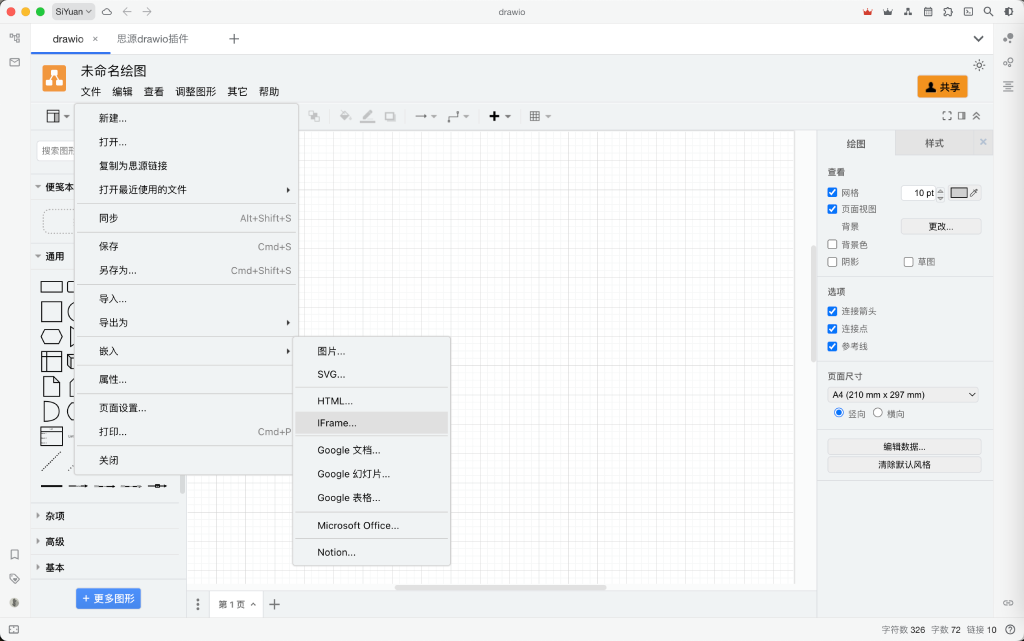 SiYuan
drawio
drawio
思源drawio插件
未命名绘图
文件 编辑 查看 调整图形 其它 帮助
共享
新建...
打开...
复制为思源链接
打开最近使用的文件
同步 Alt+Shift+S
保存 Cmd+S
另存为... Cmd+Shift+S
导入...
导出为
嵌入
属性...
页面设置...
打印... Cmd+P
关闭
图片...
SVG...
HTML...
IFrame...
Google 文档...
Google 幻灯片...
Google 表格...
Microsoft Office...
Notion...
搜索图形
便笺本
通用
杂项
高级
基本
+ 更多图形
第 1 页
绘图 样式
查看
网格 10 pt
页面视图
背景 更改...
背景色
阴影 草图
选项
连接箭头
连接点
参考线
页面尺寸
A4 (210 mm x 297 mm)
竖向 横向
编辑数据...
清除默认风格
字符数 326 字数 72 链接 10